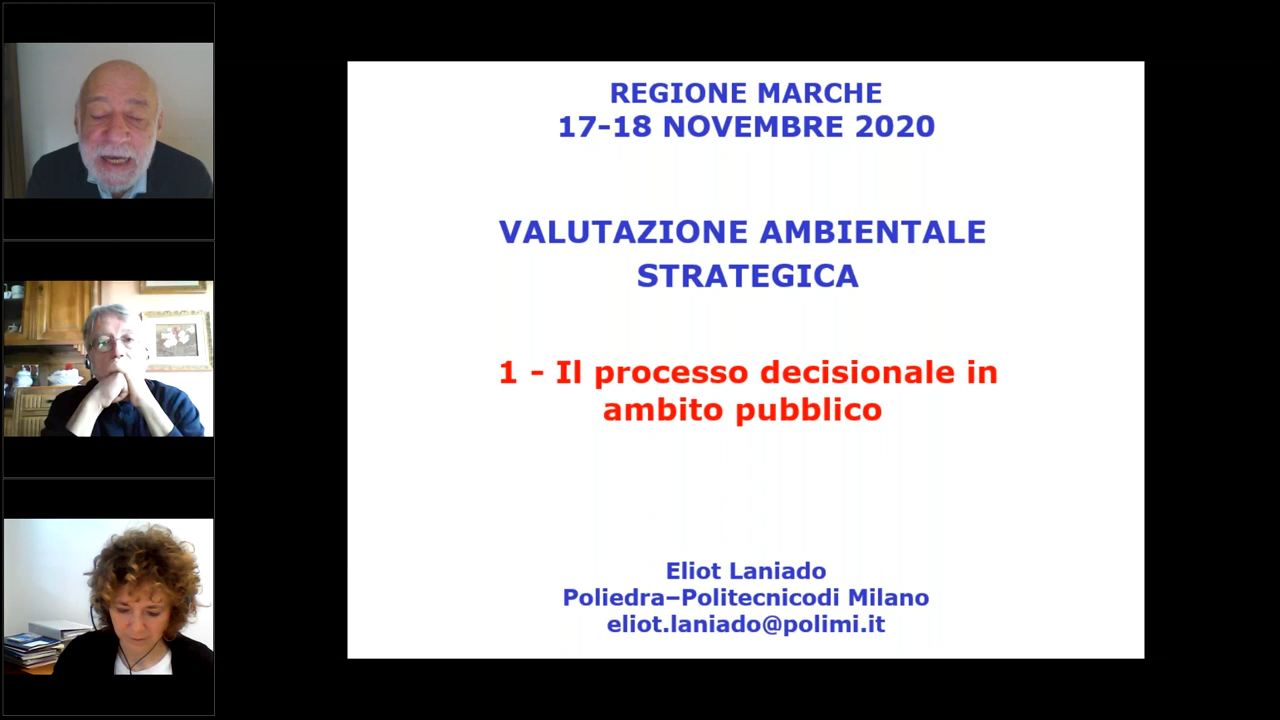 REGIONE MARCHE
17-18 NOVEMBRE 2020
VALUTAZIONE AMBIENTALE
STRATEGICA
1 - Il processo decisionale in
ambito pubblico
Eliot Laniado
Poliedra–Politecnicodi Milano
eliot.laniado@polimi.it